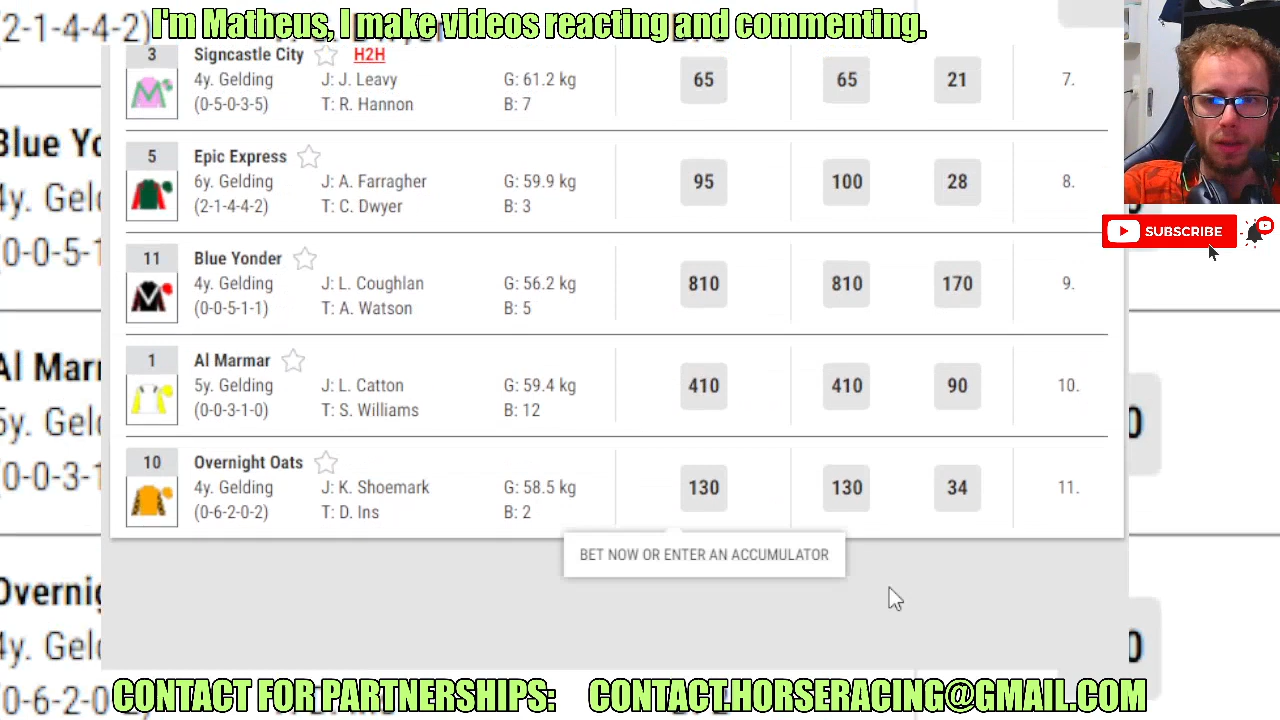 (2-1-4-4-2)
I'm Matheus, I make videos reacting and commenting.
3 Signcastle City H2H
4y. Gelding J: J. Leavy G: 61.2 kg 65 65 21 7.
(0-5-0-3-5) T: R. Hannon B: 7
SUBSCRIBE
5 Epic Express
6y. Gelding J: A. Farragher G: 59.9 kg 95 100 28 8.
(2-1-4-4-2) T: C. Dwyer B: 3
11 Blue Yonder
4y. Gelding J: L. Coughlan G: 56.2 kg 810 810 170 9.
(0-0-5-1-1) T: A. Watson B: 5
1 Al Marmar
5y. Gelding J: L. Catton G: 59.4 kg 410 410 90 10.
(0-0-3-1-0) T: S. Williams B: 12
10 Overnight Oats
4y. Gelding J: K. Shoemark G: 58.5 kg 130 130 34 11.
(0-6-2-0-2) T: D. Ins B: 2
BET NOW OR ENTER AN ACCUMULATOR
CONTACT FOR PARTNERSHIPS: CONTACT.HORSERACING@GMAIL.COM